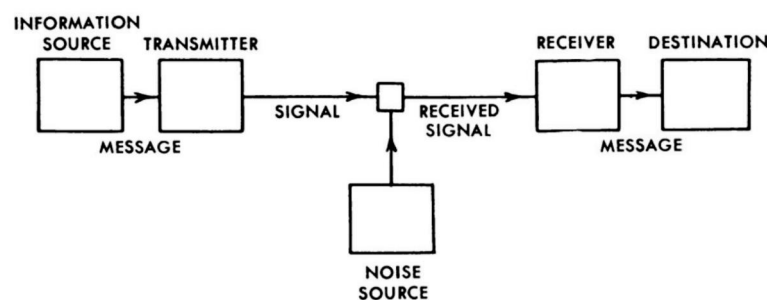 INFORMATION
SOURCE
TRANSMITTER
RECEIVER
DESTINATION
SIGNAL
RECEIVED
SIGNAL
MESSAGE
MESSAGE
NOISE
SOURCE